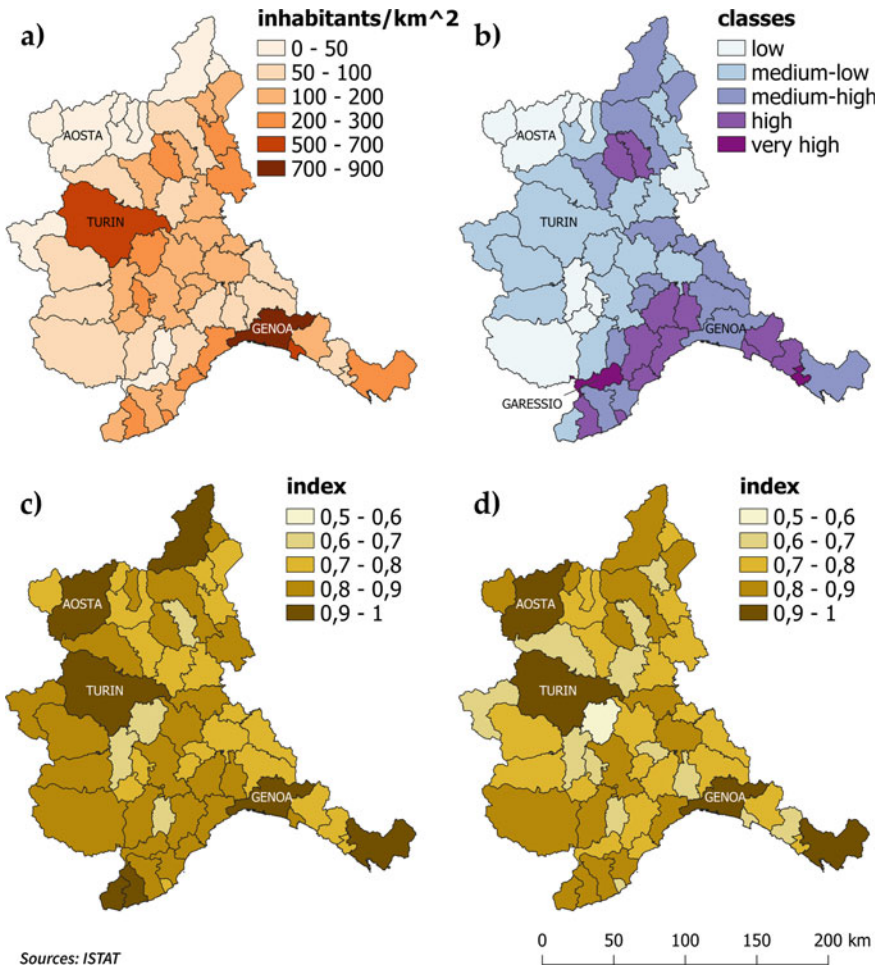 a)
inhabitants/km^2
0 - 50
50 - 100
100 - 200
200 - 300
500 - 700
700 - 900
AOSTA
TURIN
GENOA
b)
classes
low
medium-low
medium-high
high
very high
AOSTA
TURIN
GENOA
GARESSIO
c)
index
0,5 - 0,6
0,6 - 0,7
0,7 - 0,8
0,8 - 0,9
0,9 - 1
AOSTA
TURIN
GENOA
d)
index
0,5 - 0,6
0,6 - 0,7
0,7 - 0,8
0,8 - 0,9
0,9 - 1
AOSTA
TURIN
GENOA
Sources: ISTAT
0 50 100 150 200 km